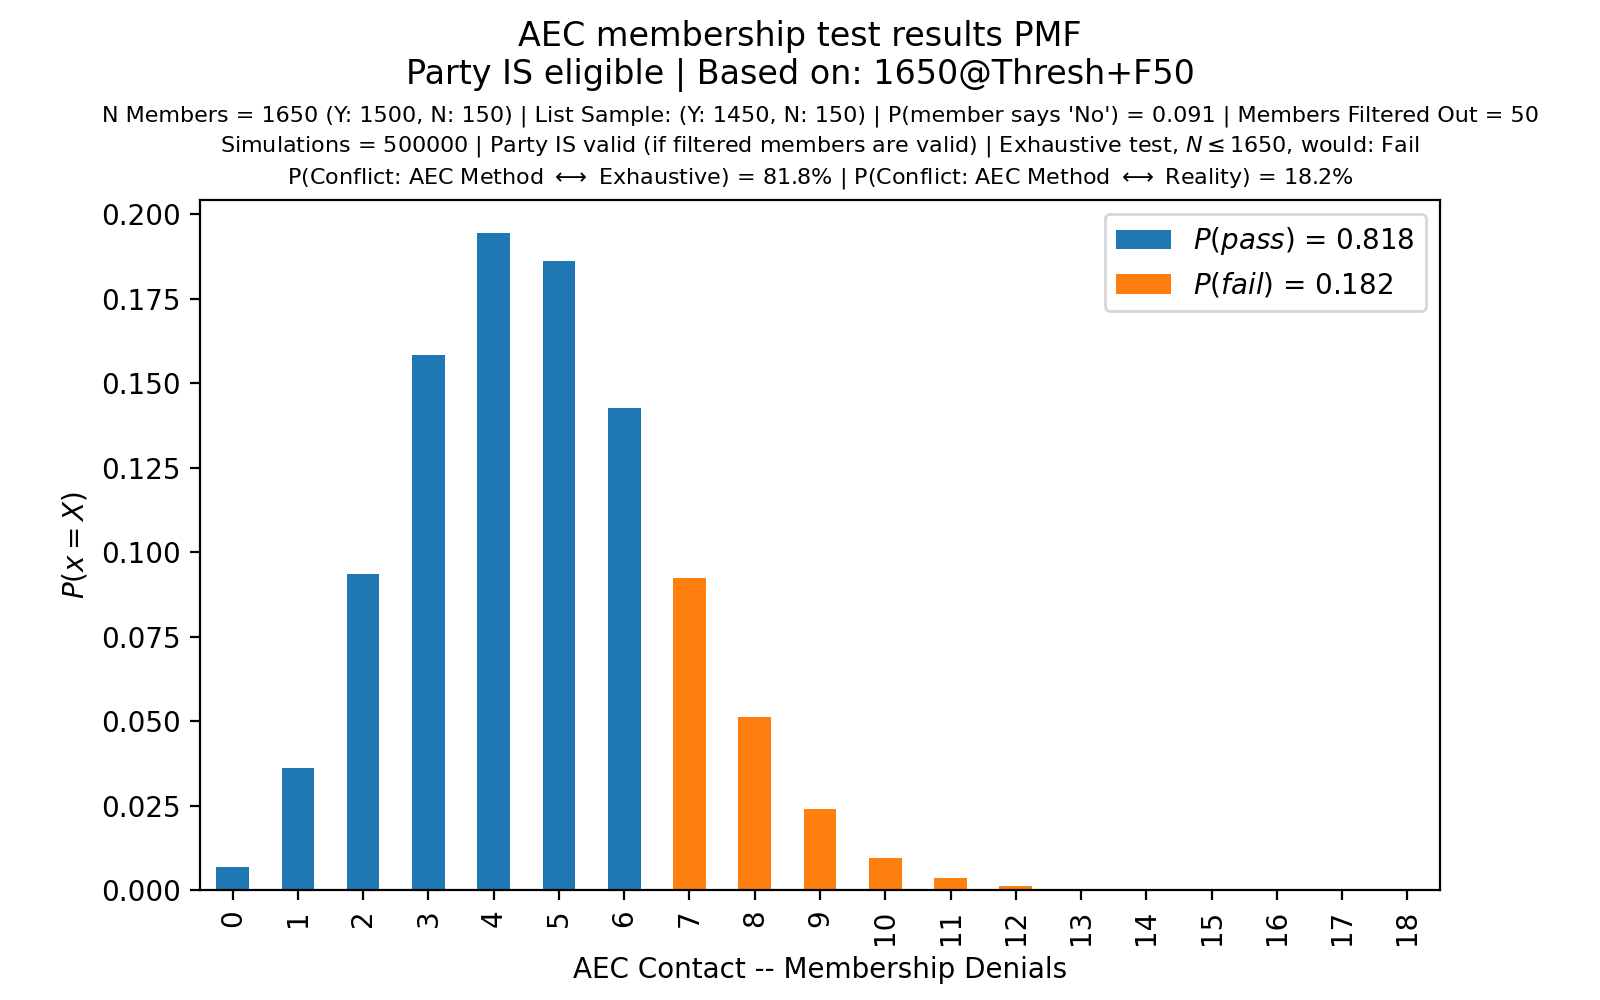 AEC membership test results PMF
Party IS eligible | Based on: 1650@Thresh+F50
N Members = 1650 (Y: 1500, N: 150) | List Sample: (Y: 1450, N: 150) | P(member says 'No') = 0.091 | Members Filtered Out = 50
Simulations = 500000 | Party IS valid (if filtered members are valid) | Exhaustive test, N ≤ 1650, would: Fail
P(Conflict: AEC Method ⟷ Exhaustive) = 81.8% | P(Conflict: AEC Method ⟷ Reality) = 18.2%
P(pass) = 0.818
P(fail) = 0.182
P(x = X)
0.200
0.175
0.150
0.125
0.100
0.075
0.050
0.025
0.000
0 1 2 3 4 5 6 7 8 9 10 11 12 13 14 15 16 17 18
AEC Contact -- Membership Denials